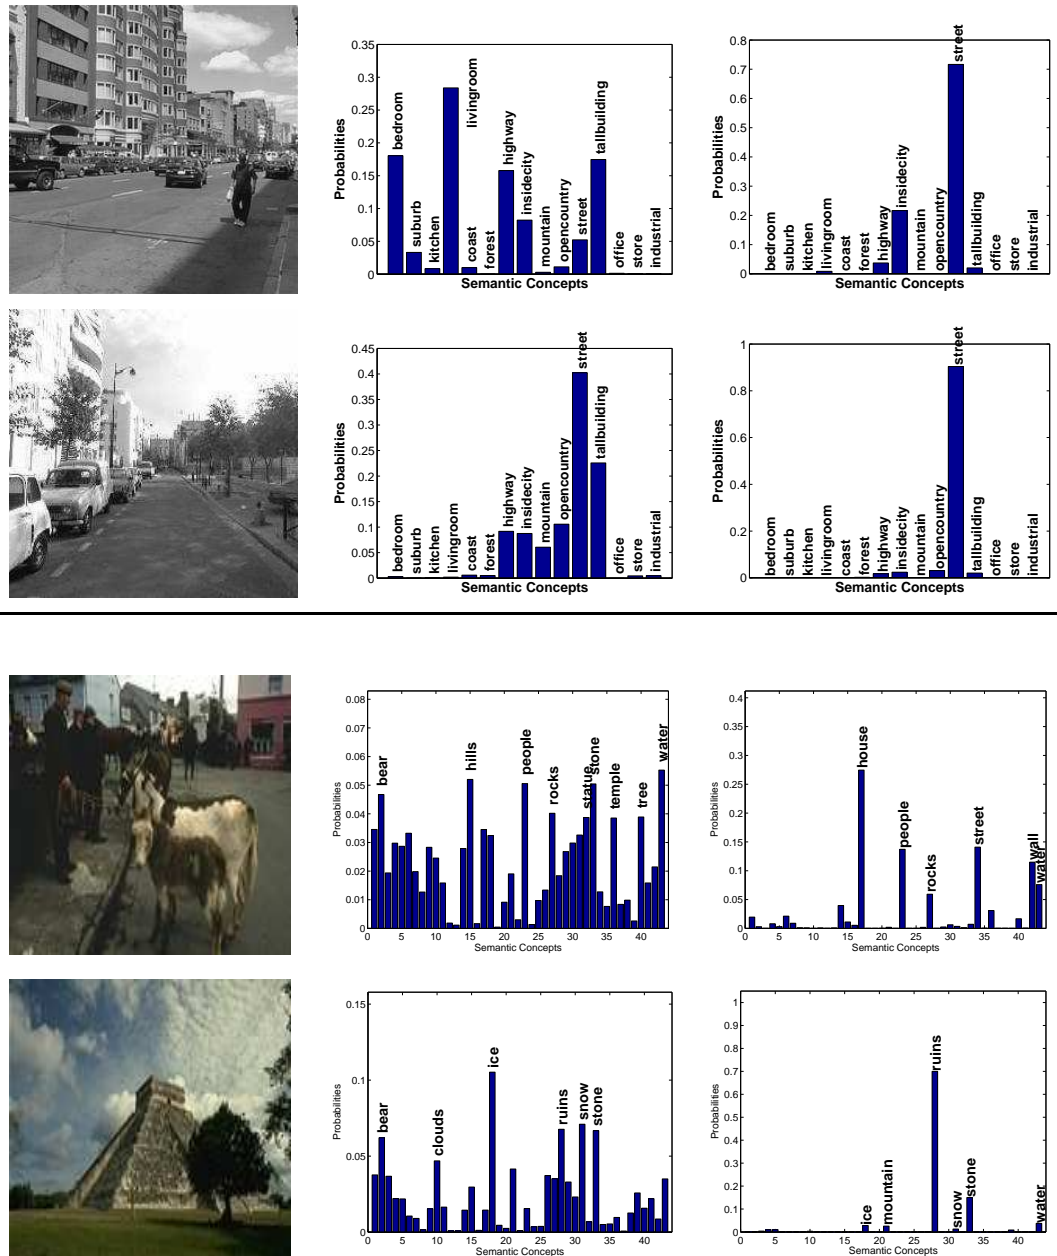 0.35
0.3
0.25
0.2
0.15
0.1
0.05
0
Probabilities
bedroom
suburb
kitchen
livingroom
coast
forest
highway
insidecity
mountain
opencountry
street
tallbuilding
office
store
industrial
Semantic Concepts
0.8
0.7
0.6
0.5
0.4
0.3
0.2
0.1
0
Probabilities
bedroom
suburb
kitchen
livingroom
coast
forest
highway
insidecity
mountain
opencountry
street
tallbuilding
office
store
industrial
Semantic Concepts
0.45
0.4
0.35
0.3
0.25
0.2
0.15
0.1
0.05
0
Probabilities
bedroom
suburb
kitchen
livingroom
coast
forest
highway
insidecity
mountain
opencountry
street
tallbuilding
office
store
industrial
Semantic Concepts
1
0.8
0.6
0.4
0.2
0
Probabilities
bedroom
suburb
kitchen
livingroom
coast
forest
highway
insidecity
mountain
opencountry
street
tallbuilding
office
store
industrial
Semantic Concepts
0.08
0.07
0.06
0.05
0.04
0.03
0.02
0.01
0
Probabilities
bear
hills
people
rocks
statue
stone
temple
tree
water
0 5 10 15 20 25 30 35 40
Semantic Concepts
0.4
0.35
0.3
0.25
0.2
0.15
0.1
0.05
0
Probabilities
house
people
rocks
street
wall
water
0 5 10 15 20 25 30 35 40
Semantic Concepts
0.15
0.1
0.05
0
Probabilities
bear
clouds
ice
ruins
snow
stone
0 5 10 15 20 25 30 35 40
Semantic Concepts
1
0.9
0.8
0.7
0.6
0.5
0.4
0.3
0.2
0.1
0
Probabilities
ice
mountain
ruins
snow
stone
water
0 5 10 15 20 25 30 35 40
Semantic Concepts